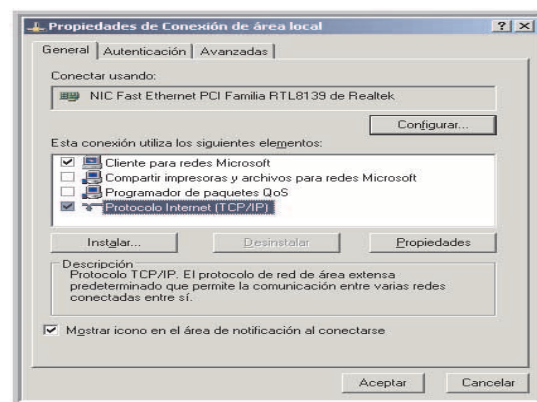 Propiedades de Conexión de área local
General
Autenticación
Avanzadas
Conectar usando:
NIC Fast Ethernet PCI Familia RTL8139 de Realtek
Configurar...
Esta conexión utiliza los siguientes elementos:
Cliente para redes Microsoft
Compartir impresoras y archivos para redes Microsoft
Programador de paquetes QoS
Protocolo Internet (TCP/IP)
Instalar...
Desinstalar
Propiedades
Descripción
Protocolo TCP/IP. El protocolo de red de área extensa
predeterminado que permite la comunicación entre varias redes
conectadas entre sí.
Mostrar icono en el área de notificación al conectarse
Aceptar
Cancelar